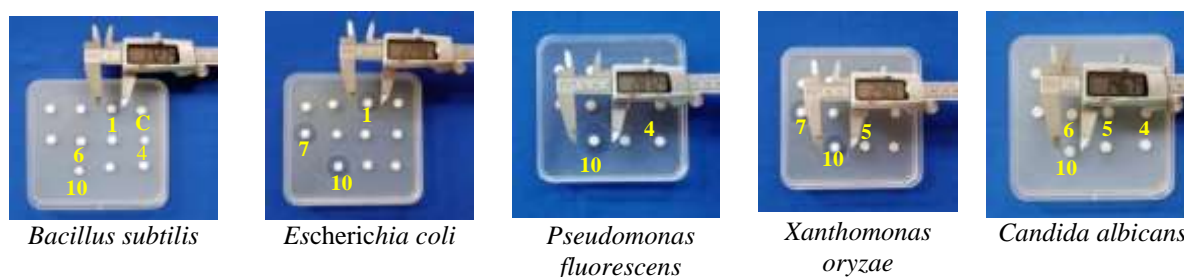 1 C
6 4
10
1
7
10
4
10
7 5
10
6 5 4
10
Bacillus subtilis
Escherichia coli
Pseudomonas
fluorescens
Xanthomonas
oryzae
Candida albicans